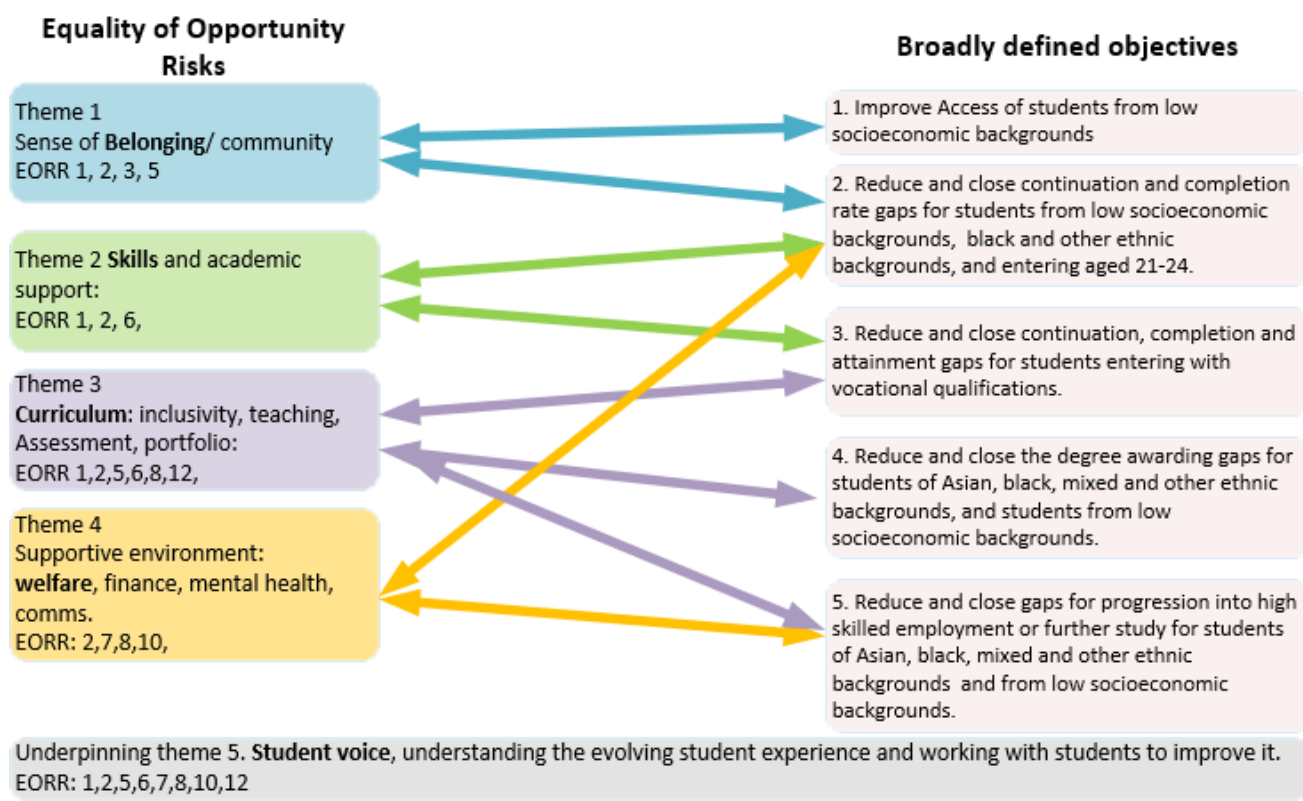 Equality of Opportunity
Risks
Theme 1
Sense of Belonging/ community
EORR 1, 2, 3, 5
Theme 2 Skills and academic
support:
EORR 1, 2, 6,
Theme 3
Curriculum: inclusivity, teaching,
Assessment, portfolio:
EORR 1,2,5,6,8,12,
Theme 4
Supportive environment:
welfare, finance, mental health,
comms.
EORR: 2,7,8,10,
Broadly defined objectives
1. Improve Access of students from low
socioeconomic backgrounds
2. Reduce and close continuation and completion
rate gaps for students from low socioeconomic
backgrounds,  black and other ethnic
backgrounds, and entering aged 21-24.
3. Reduce and close continuation, completion and
attainment gaps for students entering with
vocational qualifications.
4. Reduce and close the degree awarding gaps for
students of Asian, black, mixed and other ethnic
backgrounds, and students from low
socioeconomic backgrounds.
5. Reduce and close gaps for progression into high
skilled employment or further study for students
of Asian, black, mixed and other ethnic
backgrounds  and from low socioeconomic
backgrounds.
Underpinning theme 5. Student voice, understanding the evolving student experience and working with students to improve it.
EORR: 1,2,5,6,7,8,10,12